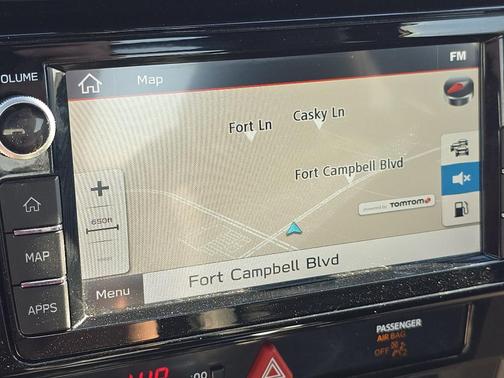 VOLUME
Map
FM
Fort Ln
Casky Ln
Fort Campbell Blvd
650ft
powered by TOMTOM
MAP
Menu
Fort Campbell Blvd
APPS
PASSENGER
AIR BAG
OFF